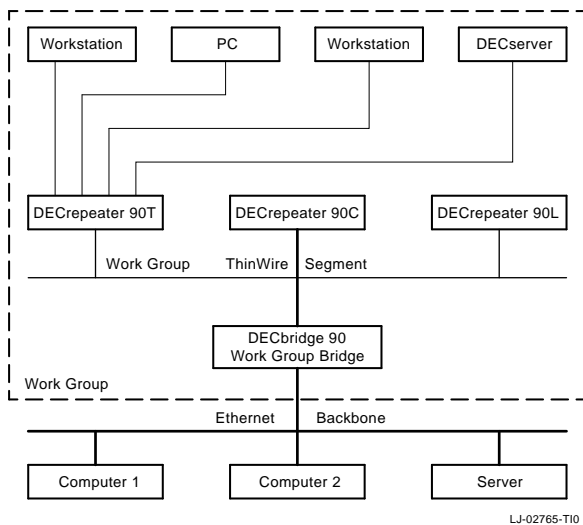 Workstation
PC
Workstation
DECserver
DECrepeater 90T
DECrepeater 90C
DECrepeater 90L
Work Group ThinWire Segment
DECbridge 90
Work Group Bridge
Work Group
Ethernet Backbone
Computer 1
Computer 2
Server
LJ-02765-TI0